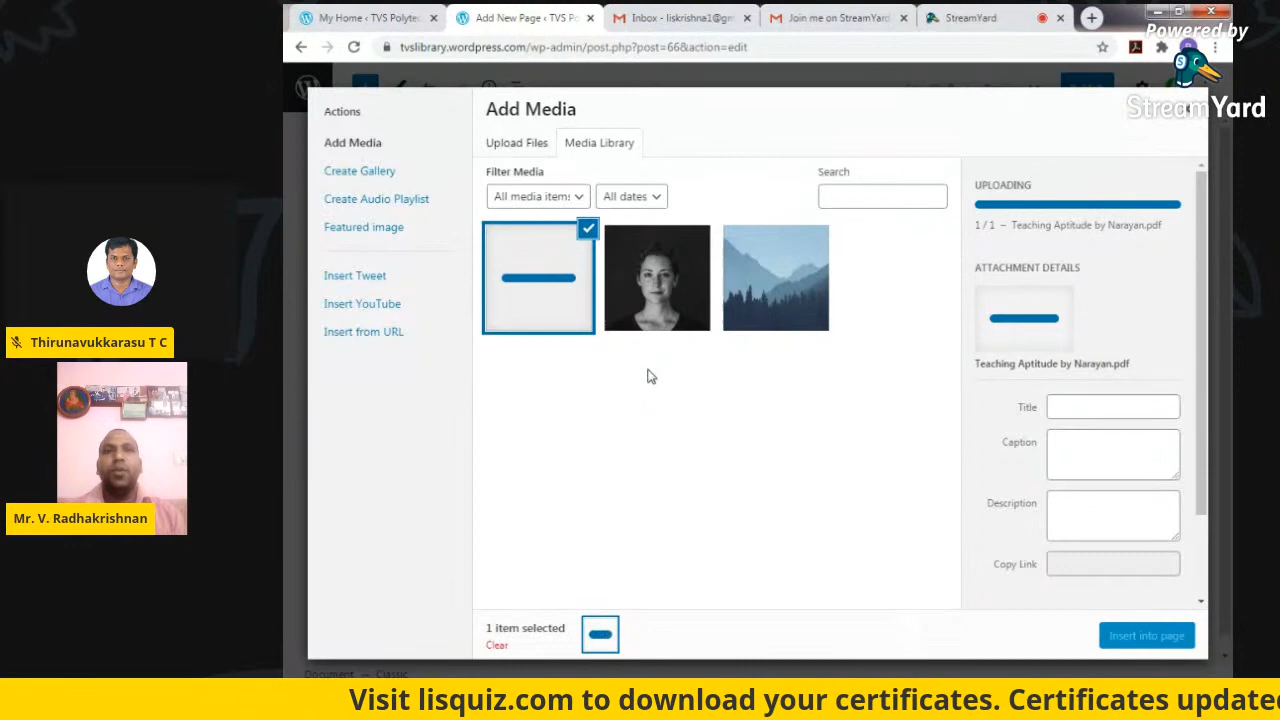 My Home ‹ TVS Polytec
Add New Page ‹ TVS Po
Inbox - liskrishna1@gm
Join me on StreamYard
StreamYard
tvslibrary.wordpress.com/wp-admin/post.php?post=66&action=edit
Powered by
StreamYard
Actions
Add Media
Create Gallery
Create Audio Playlist
Featured image
Insert Tweet
Insert YouTube
Insert from URL
Add Media
Upload Files
Media Library
Filter Media
All media items
All dates
Search
UPLOADING
1 / 1 – Teaching Aptitude by Narayan.pdf
ATTACHMENT DETAILS
Teaching Aptitude by Narayan.pdf
Title
Caption
Description
Copy Link
1 item selected
Clear
Insert into page
Document → Classic
Thirunavukkarasu T C
Mr. V. Radhakrishnan
Visit lisquiz.com to download your certificates. Certificates update